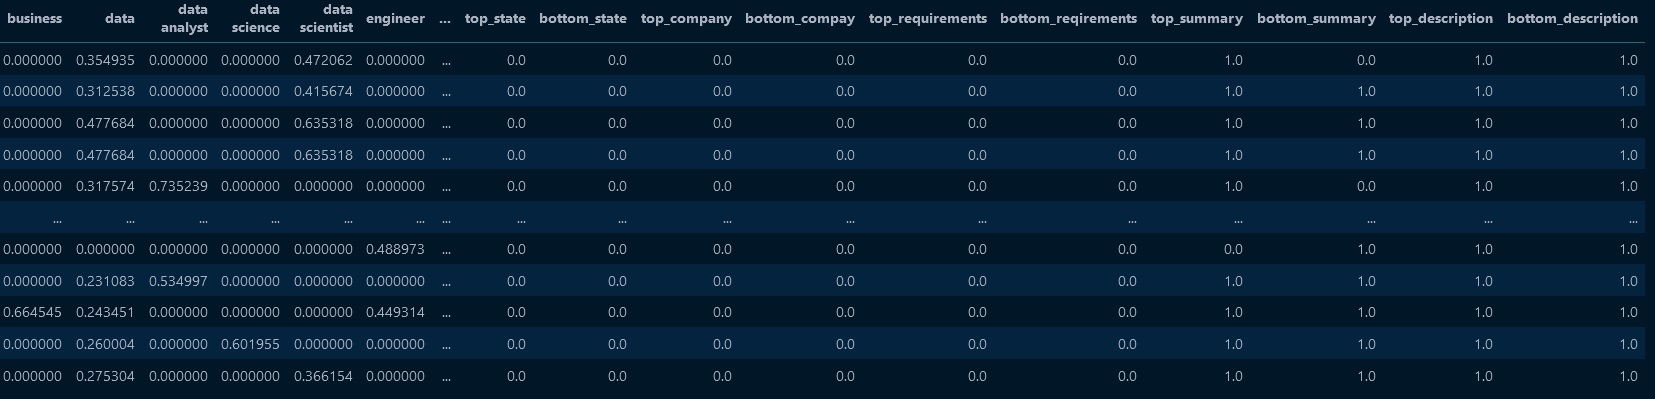 business data data analyst data science data scientist engineer ... top_state bottom_state top_company bottom_compay top_requirements bottom_reqirements top_summary bottom_summary top_description bottom_description
0.000000 0.354935 0.000000 0.000000 0.472062 0.000000 ... 0.0 0.0 0.0 0.0 0.0 0.0 1.0 0.0 1.0 1.0
0.000000 0.312538 0.000000 0.000000 0.415674 0.000000 ... 0.0 0.0 0.0 0.0 0.0 0.0 1.0 1.0 1.0 1.0
0.000000 0.477684 0.000000 0.000000 0.635318 0.000000 ... 0.0 0.0 0.0 0.0 0.0 0.0 1.0 1.0 1.0 1.0
0.000000 0.477684 0.000000 0.000000 0.635318 0.000000 ... 0.0 0.0 0.0 0.0 0.0 0.0 1.0 1.0 1.0 1.0
0.000000 0.317574 0.735239 0.000000 0.000000 0.000000 ... 0.0 0.0 0.0 0.0 0.0 0.0 1.0 0.0 1.0 1.0
... ... ... ... ... ... ... ... ... ... ... ... ... ... ... ... ...
0.000000 0.000000 0.000000 0.000000 0.000000 0.488973 ... 0.0 0.0 0.0 0.0 0.0 0.0 0.0 1.0 1.0 1.0
0.000000 0.231083 0.534997 0.000000 0.000000 0.000000 ... 0.0 0.0 0.0 0.0 0.0 0.0 1.0 1.0 1.0 1.0
0.664545 0.243451 0.000000 0.000000 0.000000 0.449314 ... 0.0 0.0 0.0 0.0 0.0 0.0 1.0 1.0 1.0 1.0
0.000000 0.260004 0.000000 0.601955 0.000000 0.000000 ... 0.0 0.0 0.0 0.0 0.0 0.0 1.0 1.0 1.0 1.0
0.000000 0.275304 0.000000 0.000000 0.366154 0.000000 ... 0.0 0.0 0.0 0.0 0.0 0.0 1.0 1.0 1.0 1.0